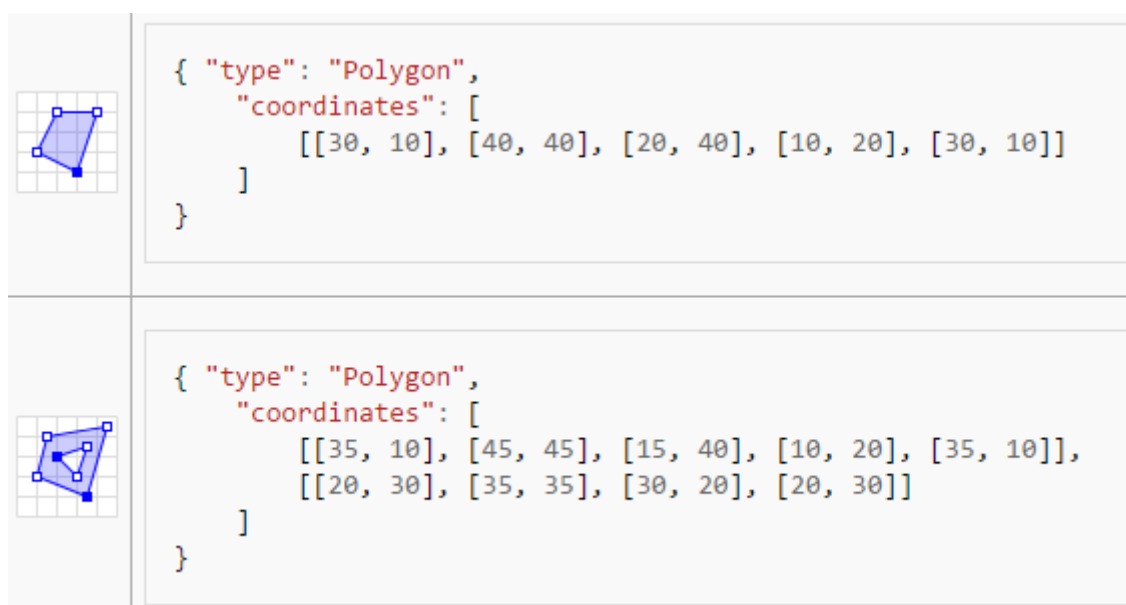 { "type": "Polygon",
    "coordinates": [
        [[30, 10], [40, 40], [20, 40], [10, 20], [30, 10]]
    ]
}
{ "type": "Polygon",
    "coordinates": [
        [[35, 10], [45, 45], [15, 40], [10, 20], [35, 10]],
        [[20, 30], [35, 35], [30, 20], [20, 30]]
    ]
}